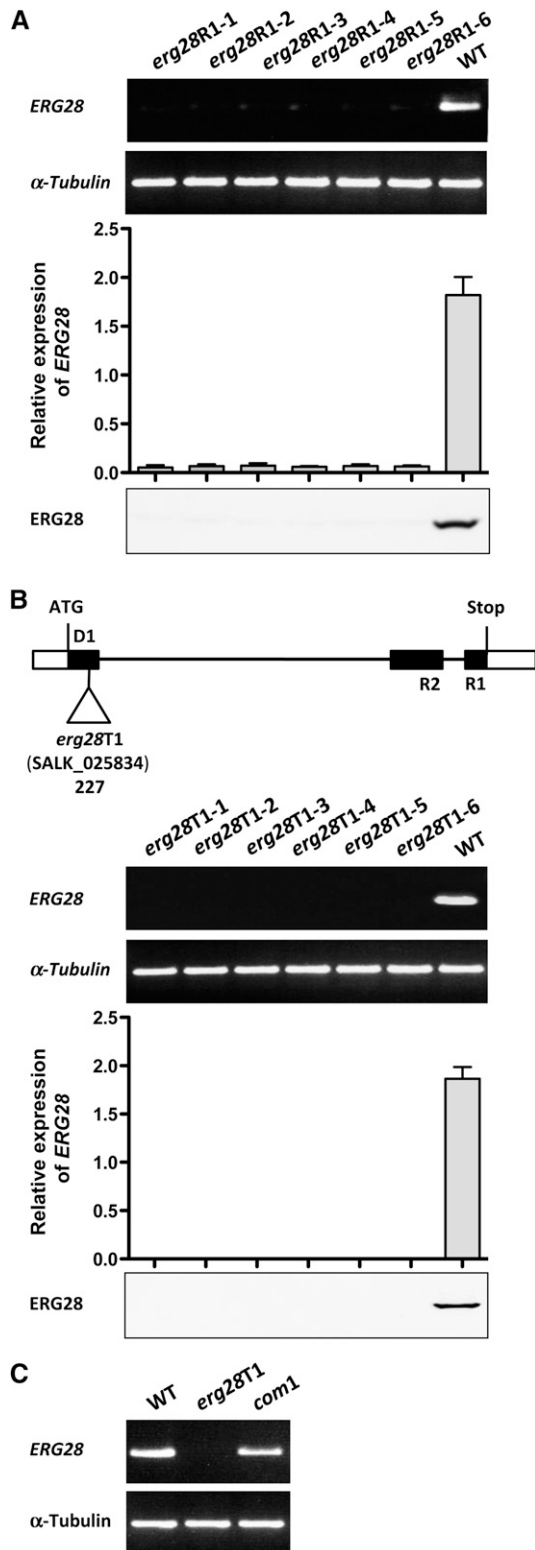 A
erg28R1-1 erg28R1-2 erg28R1-3 erg28R1-4 erg28R1-5 erg28R1-6 WT
ERG28
α-Tubulin
Relative expression
of ERG28
2.5
2.0
1.5
1.0
0.5
0.0
ERG28
B
ATG Stop
D1
R2 R1
erg28T1
(SALK_025834)
227
erg28T1-1 erg28T1-2 erg28T1-3 erg28T1-4 erg28T1-5 erg28T1-6 WT
ERG28
α-Tubulin
Relative expression
of ERG28
2.5
2.0
1.5
1.0
0.5
0.0
ERG28
C
WT erg28T1 com1
ERG28
α-Tubulin